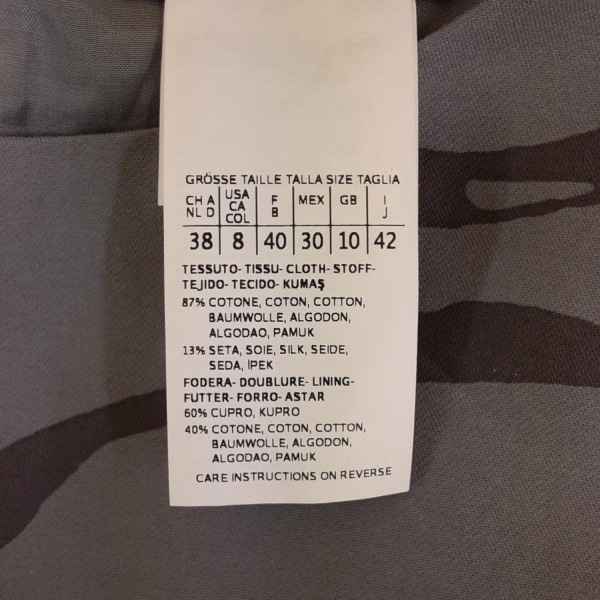 GRÖSSE TAILLE TALLA SIZE TAGLIA
CH A NL D USA CA COL F B MEX GB I J
38 8 40 30 10 42
TESSUTO- TISSU- CLOTH- STOFF-
TEJIDO- TECIDO- KUMAŞ
87% COTONE, COTON, COTTON,
BAUMWOLLE, ALGODON,
ALGODAO, PAMUK
13% SETA, SOIE, SILK, SEIDE,
SEDA, İPEK
FODERA- DOUBLURE- LINING-
FUTTER- FORRO- ASTAR
60% CUPRO, KUPRO
40% COTONE, COTON, COTTON,
BAUMWOLLE, ALGODON,
ALGODAO, PAMUK
CARE INSTRUCTIONS ON REVERSE